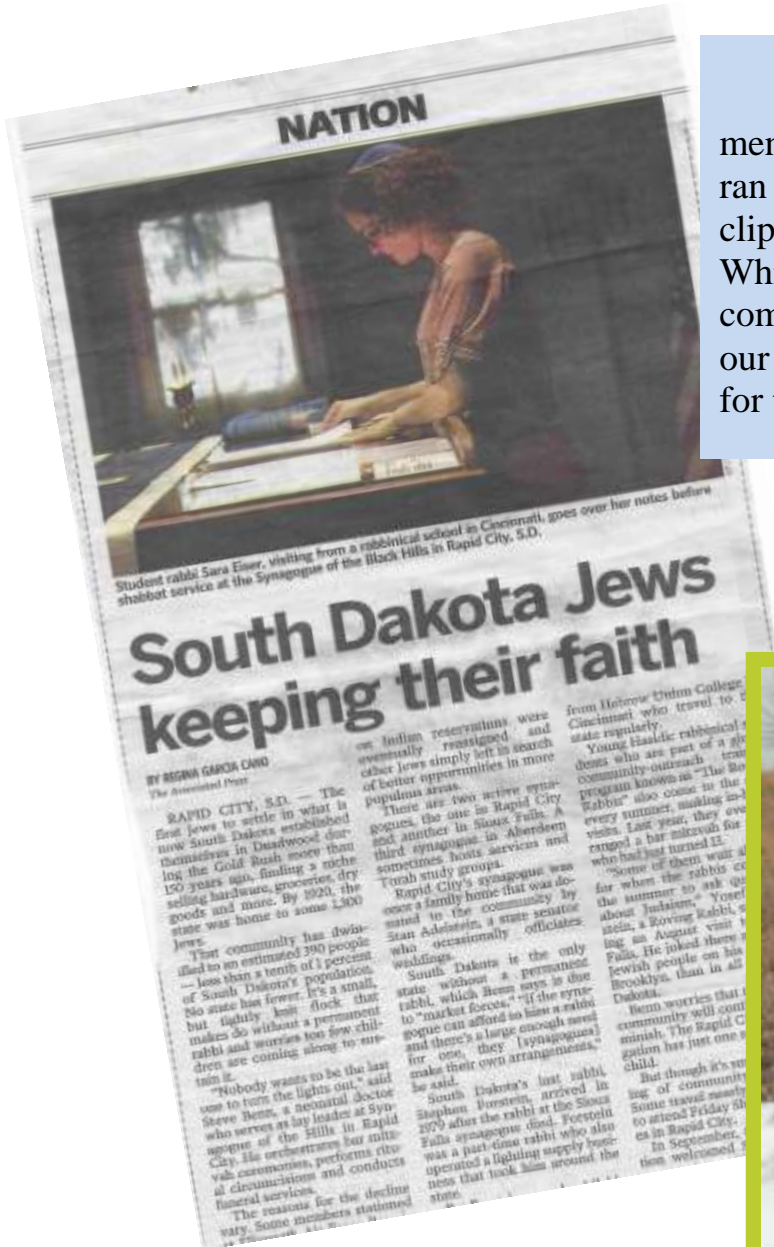 NATION
Student rabbi Sara Eiser, visiting from a rabbinical school in Cincinnati, goes over her notes before
shabbat service at the Synagogue of the Black Hills in Rapid City, S.D.
South Dakota Jews
keeping their faith
BY REGINA GARCIA CANO
The Associated Press
RAPID CITY, S.D. — The
first Jews to settle in what is
now South Dakota established
themselves in Deadwood dur-
ing the Gold Rush more than
150 years ago, finding a niche
selling hardware, groceries, dry
goods and more. By 1920, the
state was home to some 1,300
Jews.
That community has dwin-
dled to an estimated 390 people
— less than a tenth of 1 percent
of South Dakota's population.
No state has fewer. It's a small,
but tightly knit flock that
makes do without a permanent
rabbi and worries too few chil-
dren are coming along to sus-
tain it.
"Nobody wants to be the last
one to turn the lights out," said
Steve Benn, a neonatal doctor
who serves as lay leader at Syn-
agogue of the Hills in Rapid
City. He orchestrates bar mitz-
vah ceremonies, performs ritu-
al circumcisions and conducts
funeral services.
The reasons for the decline
vary. Some members stationed
on Indian reservations were
eventually reassigned and
other Jews simply left in search
of better opportunities in more
populous areas.
There are two active syna-
gogues, the one in Rapid City
and another in Sioux Falls. A
third synagogue in Aberdeen
sometimes hosts services and
Torah study groups.
Rapid City's synagogue was
once a family home that was do-
nated to the community by
Stan Adelstein, a state senator
who occasionally officiates
weddings.
South Dakota is the only
state without a permanent
rabbi, which Benn says is due
to "market forces." "If the syna-
gogue can afford to hire a rabbi
and there's a large enough need
for one, they [synagogues]
make their own arrangements,"
he said.
South Dakota's last rabbi,
Stephen Forstein, arrived in
1979 after the rabbi at the Sioux
Falls synagogue died. Forstein
was a part-time rabbi who also
operated a lighting supply busi-
ness that took him around the
state.
from Hebrew Union College
Cincinnati who travel to
state regularly.
Young Hasidic rabbinical
dents who are part of a
community-outreach
program known as "The
Rabbi" also come to the
every summer, making
visits. Last year, they
ranged a bar mitzvah for
who had just turned 13.
"Some of them wait
for when the rabbis
the summer to ask
about Judaism,"
stein, a Roving Rabbi,
ing an August visit
Falls. He joked there
Jewish people on his
Brooklyn, than in all
Dakota.
Benn worries that
community will
minish. The Rapid
gation has just one
child.
But though it's
ing of
Some travel
to attend Friday
es in Rapid City.
In September,
tion welcomed
ran
our
for